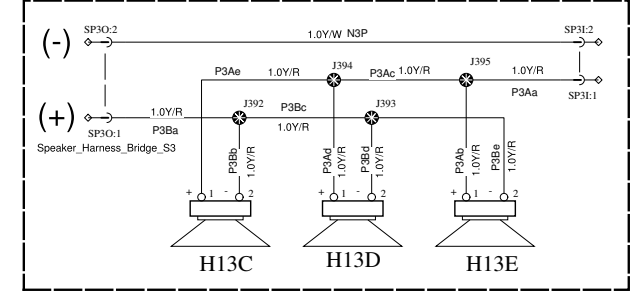 SP3O:2
SP3I:2
(-)
1.0Y/W N3P
P3Ae 1.0Y/R J394 P3Ac 1.0Y/R J395 1.0Y/R
P3Aa SP3I:1
(+)
1.0Y/R J392 P3Bc J393
SP3O:1 P3Ba 1.0Y/R
Speaker_Harness_Bridge_S3
P3Bb 1.0Y/R P3Ad 1.0Y/R P3Bd 1.0Y/R P3Ab 1.0Y/R P3Be 1.0Y/R
+ 1 - 2 + 1 - 2 + 1 - 2
H13C H13D H13E